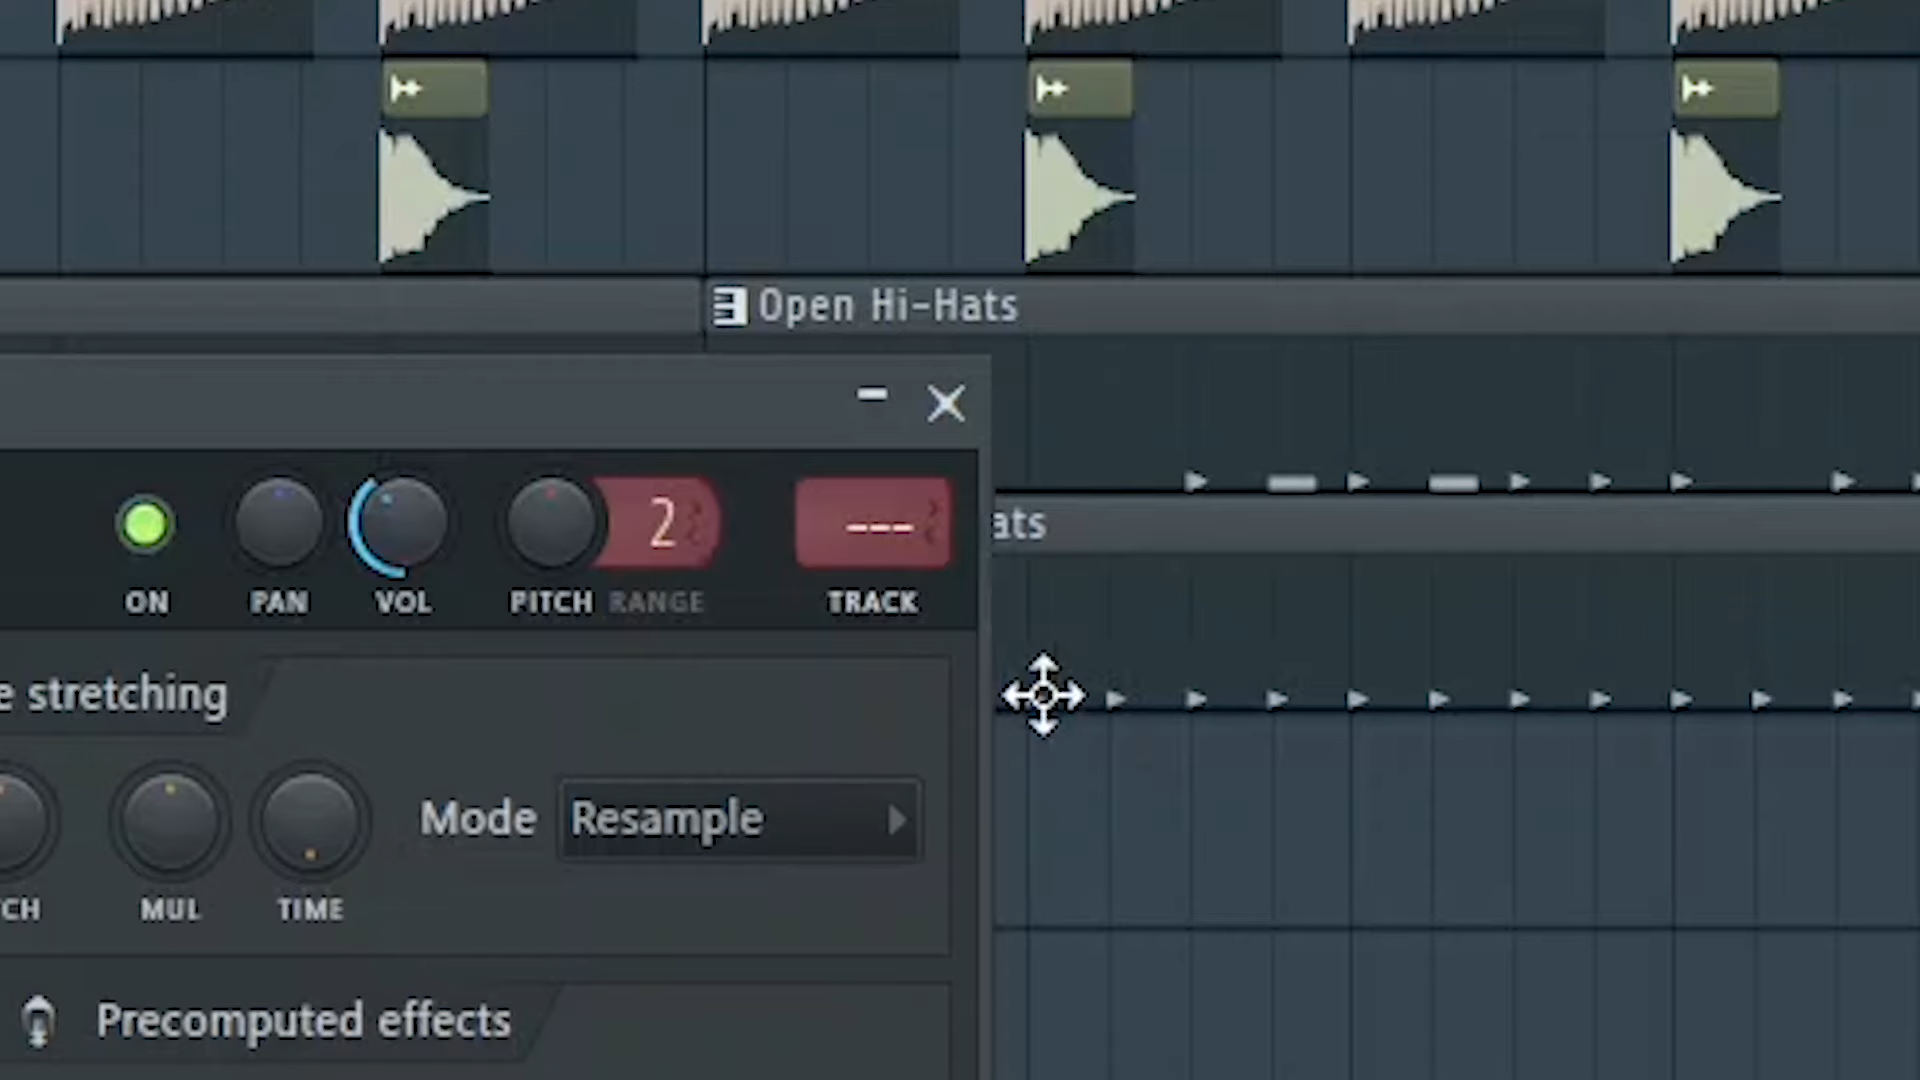 Open Hi-Hats
2
---
ats
ON
PAN
VOL
PITCH
RANGE
TRACK
e stretching
Mode
Resample
CH
MUL
TIME
Precomputed effects